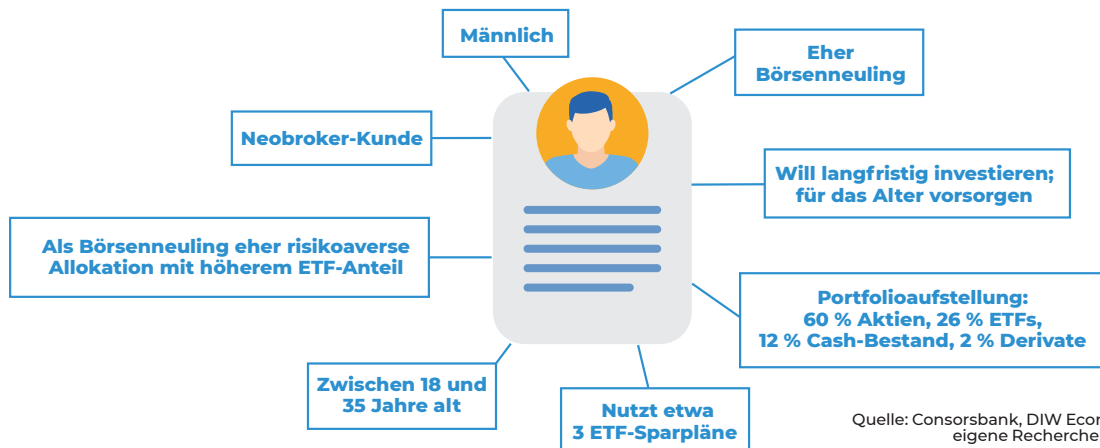 Männlich
Eher
Börsenneuling
Neobroker-Kunde
Will langfristig investieren;
für das Alter vorsorgen
Als Börsenneuling eher risikoaverse
Allokation mit höherem ETF-Anteil
Portfolioaufstellung:
60 % Aktien, 26 % ETFs,
12 % Cash-Bestand, 2 % Derivate
Zwischen 18 und
35 Jahre alt
Nutzt etwa
3 ETF-Sparpläne
Quelle: Consorsbank, DIW
eigene Recherche